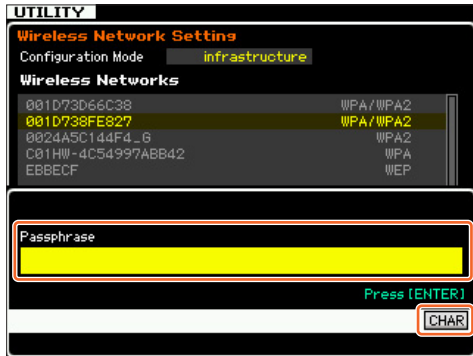 UTILITY
Wireless Network Setting
Configuration Mode infrastructure
Wireless Networks
001D73D66C38 WPA/WPA2
001D738FE827 WPA/WPA2
0024A5C144F4_G WPA2
C01HW-4C54997ABB42 WPA
EBBECF WEP
Passphrase
Press [ENTER]
CHAR